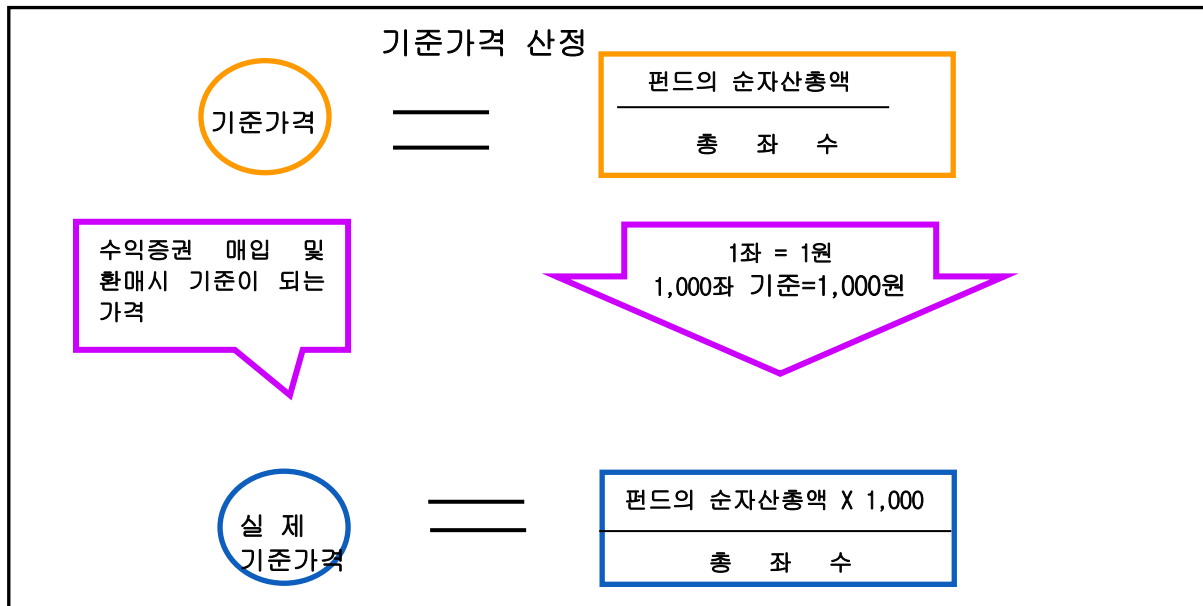 기준가격 산정
기준가격
펀드의 순자산총액
총 좌 수
수익증권 매입 및
환매시 기준이 되는
가격
1좌 = 1원
1,000좌 기준=1,000원
실 제
기준가격
펀드의 순자산총액 X 1,000
총 좌 수